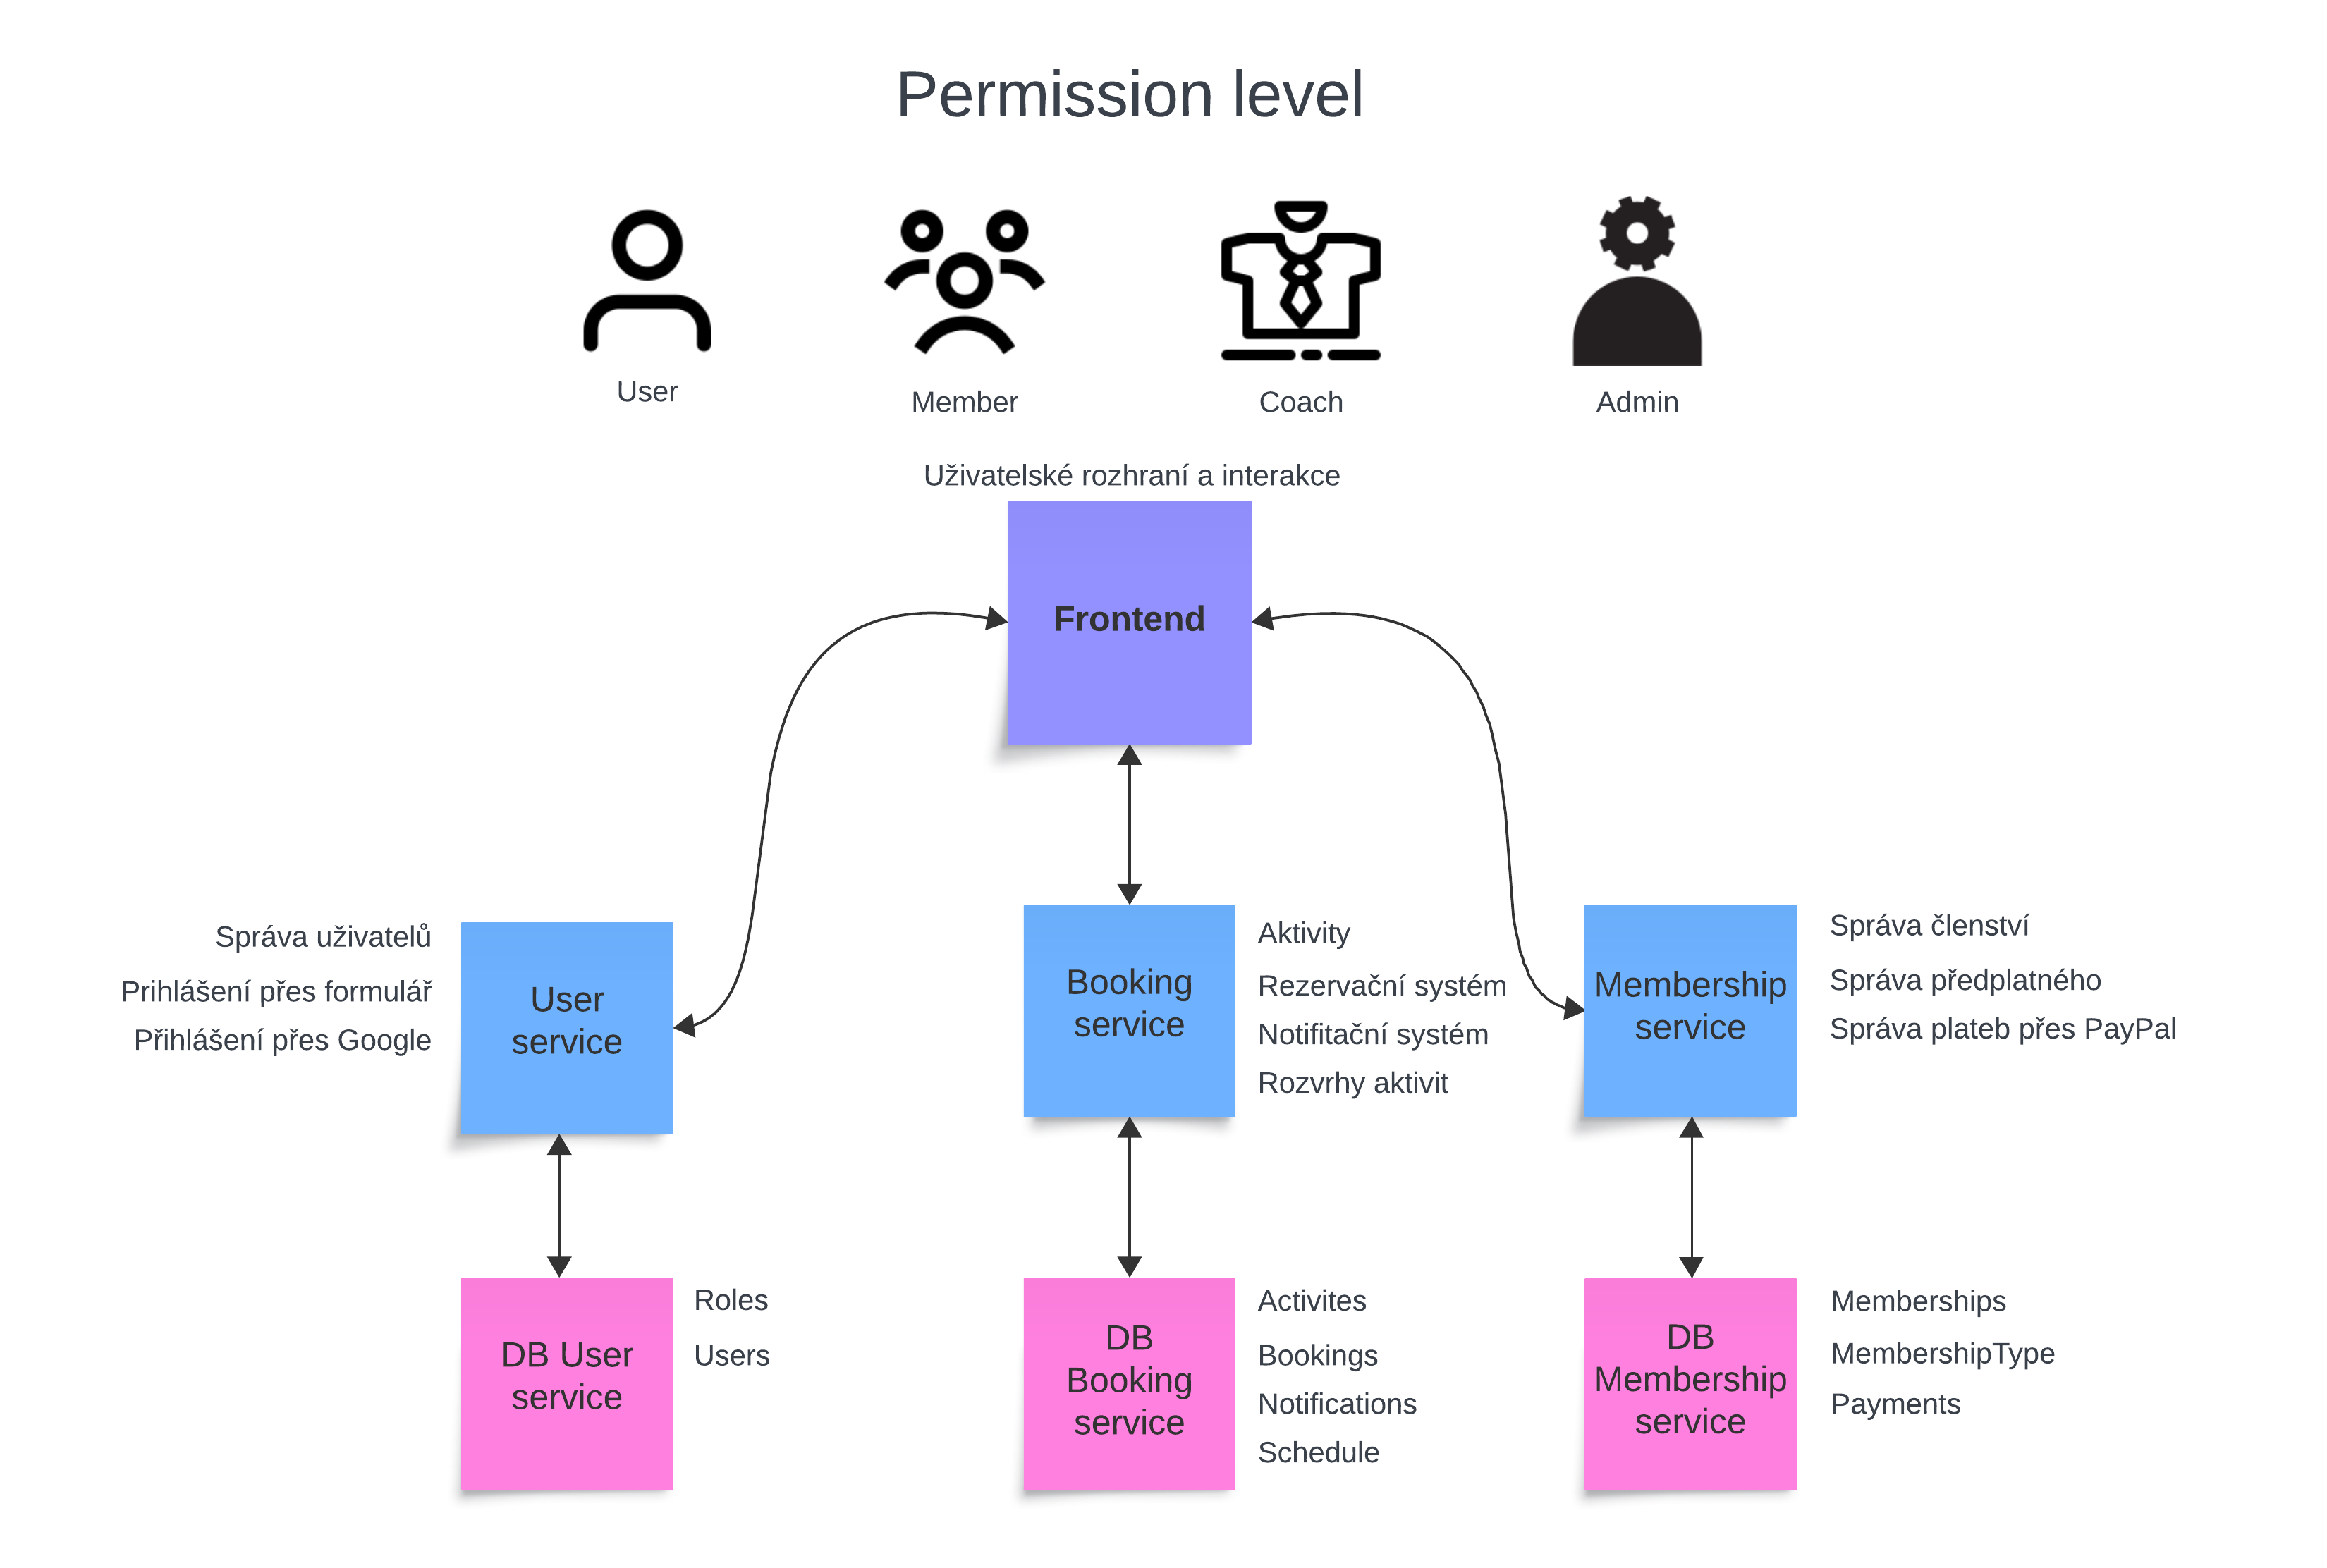 Permission level
User
Member
Coach
Admin
Uživatelské rozhraní a interakce
Frontend
Správa uživatelů
Prihlášení přes formulář
Přihlášení přes Google
User
service
Booking
service
Aktivity
Rezervační systém
Notifitační systém
Rozvrhy aktivit
Membership
service
Správa členství
Správa předplatného
Správa plateb přes PayPal
DB User
service
Roles
Users
DB
Booking
service
Activites
Bookings
Notifications
Schedule
DB
Membership
service
Memberships
MembershipType
Payments